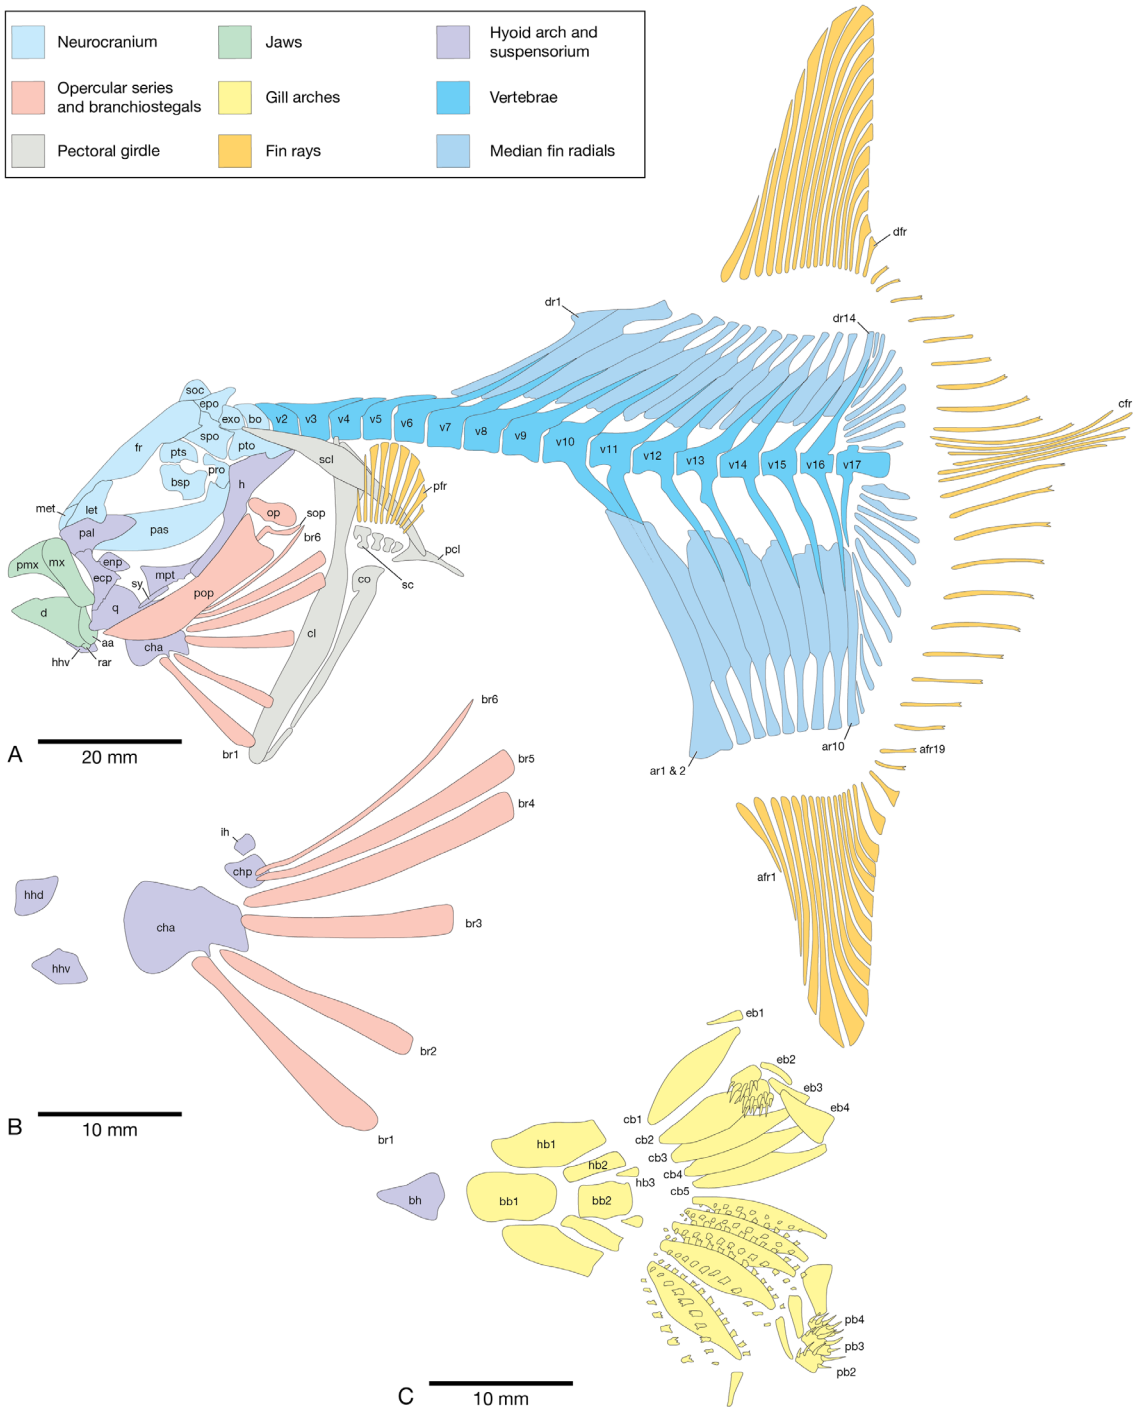 Neurocranium
Jaws
Hyoid arch and
suspensorium
Opercular series
and branchiostegals
Gill arches
Vertebrae
Pectoral girdle
Fin rays
Median fin radials
dfr
dr1
dr14
cfr
soc
epo
exo
bo
v2
v3
v4
v5
v6
v7
v8
v9
v10
v11
v12
v13
v14
v15
v16
v17
fr
spo
pto
pts
pro
bsp
scl
h
pfr
met
let
pal
pas
op
sop
br6
pcl
pmx
mx
enp
ecp
mpt
sy
pop
co
sc
d
q
aa
cha
cl
hhv
rar
br1
A
20 mm
ar1 & 2
ar10
afr19
afr1
br6
br5
br4
ih
chp
hhd
cha
br3
hhv
br2
B
10 mm
br1
eb1
eb2
eb3
eb4
cb1
cb2
cb3
cb4
cb5
hb1
hb2
hb3
bh
bb1
bb2
pb4
pb3
pb2
C
10 mm